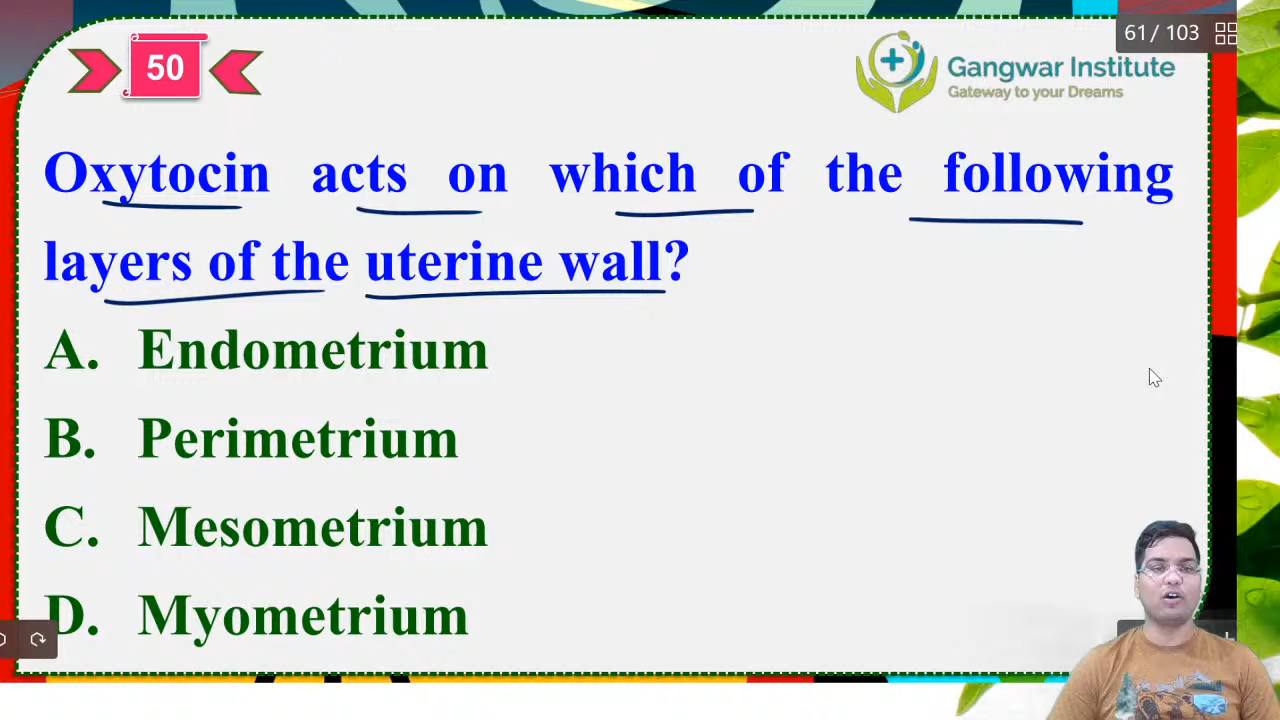 61 / 103
50
Gangwar Institute
Gateway to your Dreams
Oxytocin acts on which of the following
layers of the uterine wall?
A. Endometrium
B. Perimetrium
C. Mesometrium
D. Myometrium